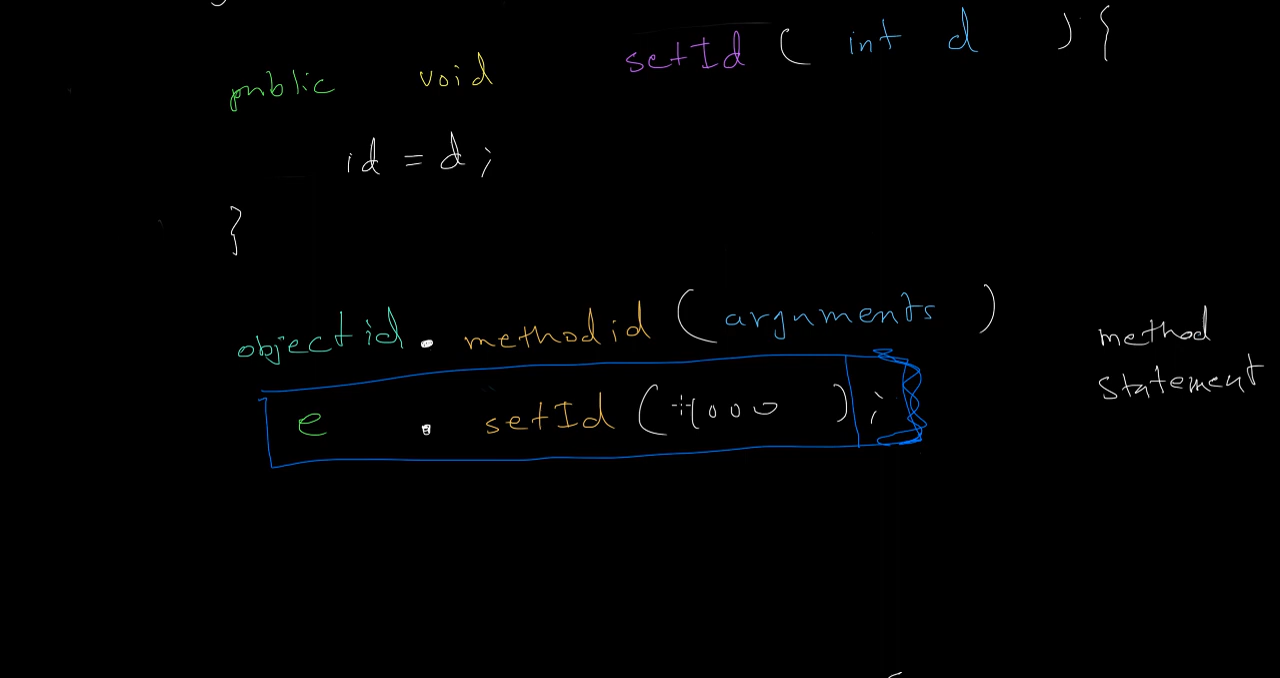 public void setId ( int d ) {
id = d ;
}
objectid . methodid ( arguments )
method
statement
e . setId ( 1000 ) ;